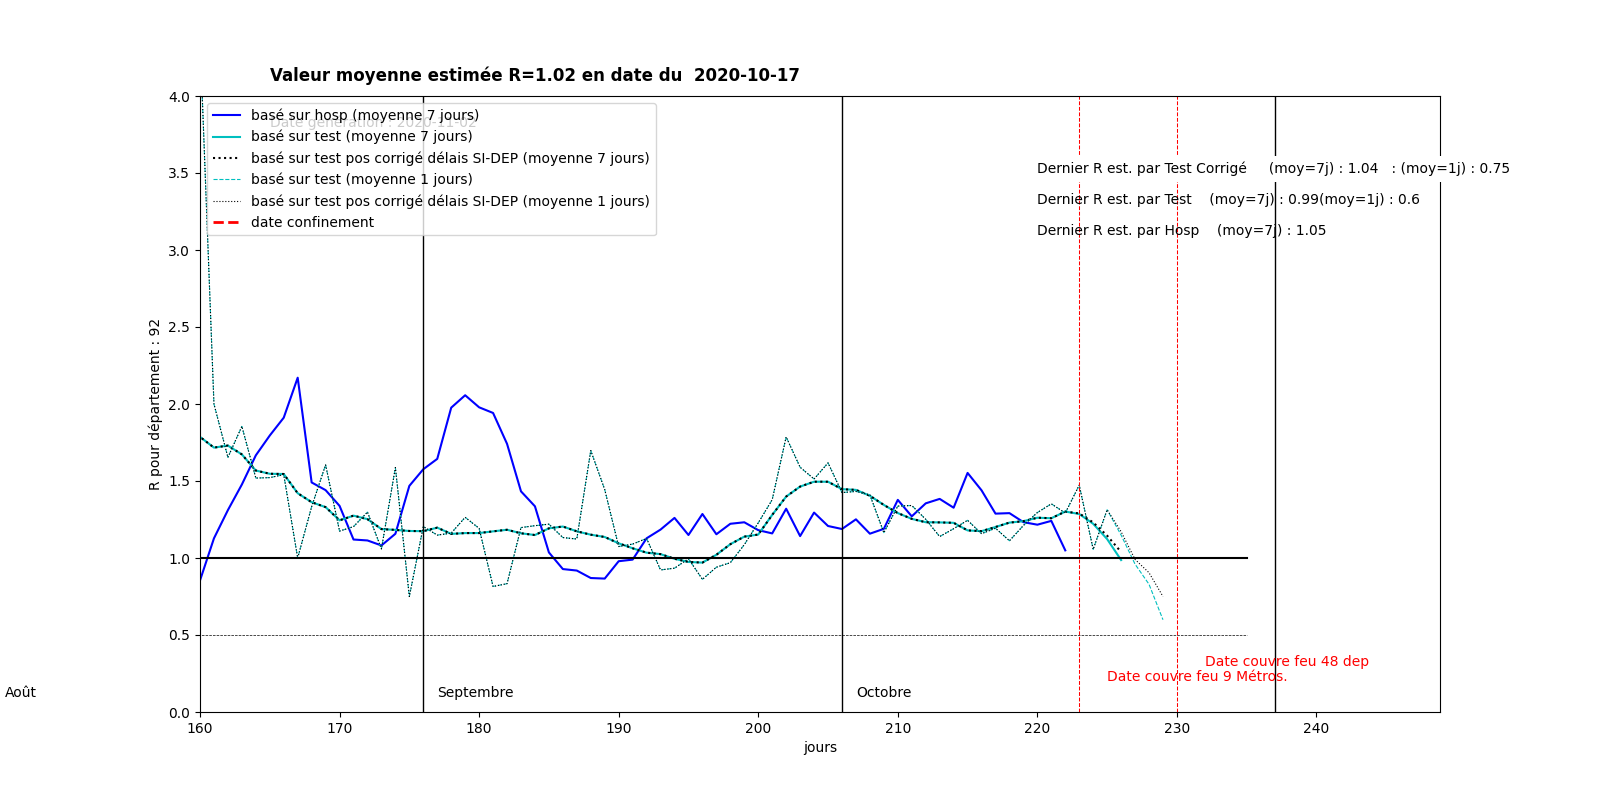 Valeur moyenne estimée R=1.02 en date du  2020-10-17
Date génération : 2020-11-02
basé sur hosp (moyenne 7 jours)
basé sur test (moyenne 7 jours)
basé sur test pos corrigé délais SI-DEP (moyenne 7 jours)
basé sur test (moyenne 1 jours)
basé sur test pos corrigé délais SI-DEP (moyenne 1 jours)
date confinement
Dernier R est. par Test Corrigé     (moy=7j) : 1.04   : (moy=1j) : 0.75
Dernier R est. par Test    (moy=7j) : 0.99(moy=1j) : 0.6
Dernier R est. par Hosp    (moy=7j) : 1.05
4.0
3.5
3.0
2.5
2.0
1.5
1.0
0.5
0.0
R pour département : 92
Date couvre feu 48 dep
Date couvre feu 9 Métros.
Août
Septembre
Octobre
160 170 180 190 200 210 220 230 240
jours